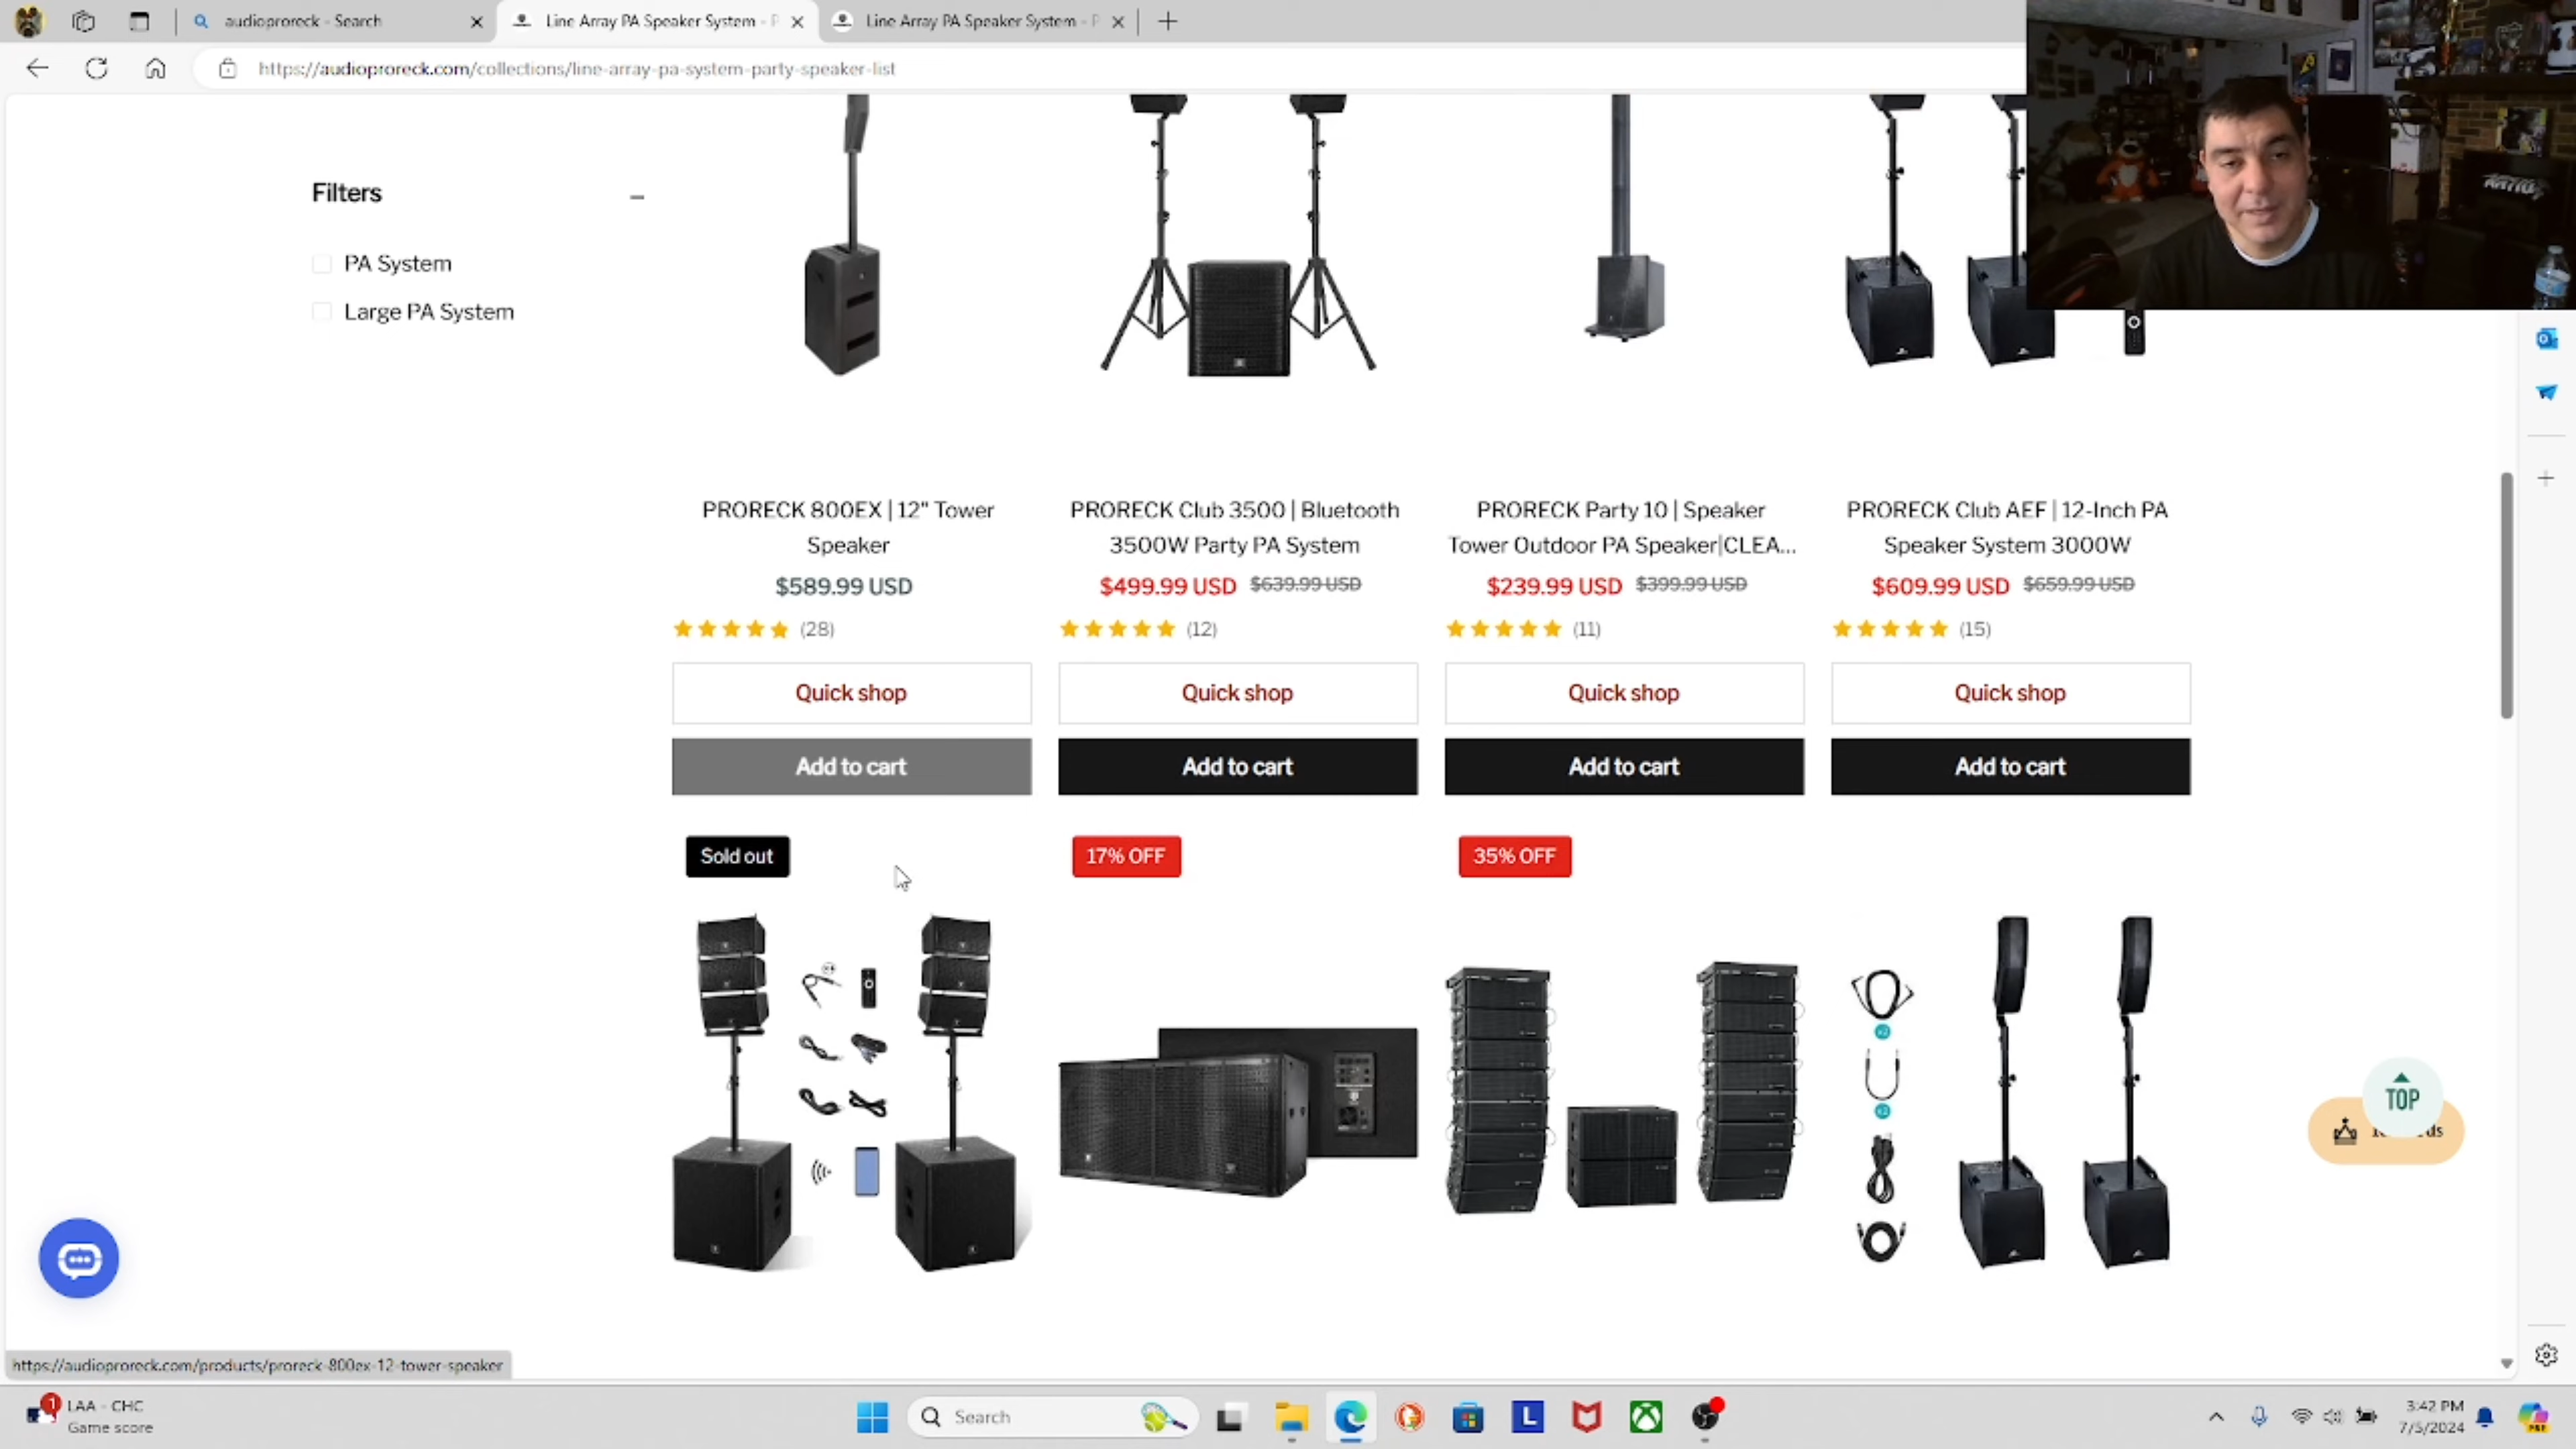 audioproreck - Search
Line Array PA Speaker System - P
Line Array PA Speaker System - P
https://audioproreck.com/collections/line-array-pa-system-party-speaker-list
Filters
PA System
Large PA System
PRORECK 800EX | 12" Tower
Speaker
$589.99 USD
(28)
Quick shop
Add to cart
PRORECK Club 3500 | Bluetooth
3500W Party PA System
$499.99 USD $639.99 USD
(12)
Quick shop
Add to cart
PRORECK Party 10 | Speaker
Tower Outdoor PA Speaker|CLEA...
$239.99 USD $399.99 USD
(11)
Quick shop
Add to cart
PRORECK Club AEF | 12-Inch PA
Speaker System 3000W
$609.99 USD $659.99 USD
(15)
Quick shop
Add to cart
Sold out
17% OFF
35% OFF
TOP
https://audioproreck.com/products/proreck-800ex-12-tower-speaker
1
LAA - CHC
Game score
Search
L
3:42 PM
7/5/2024